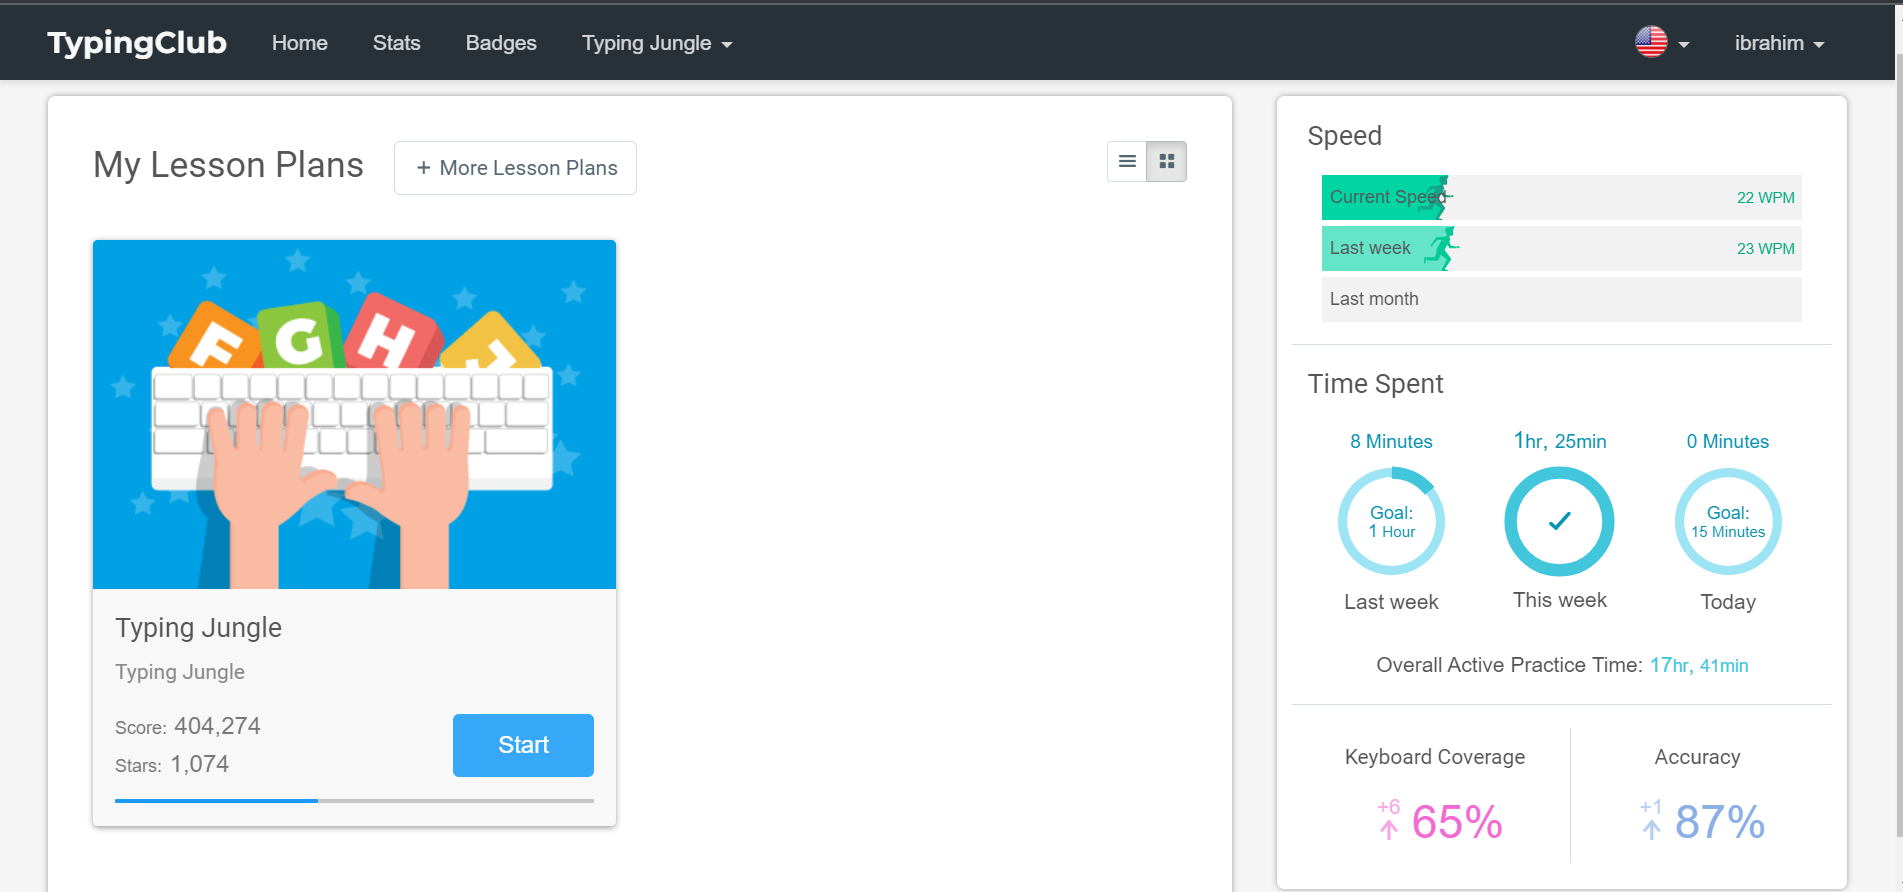 TypingClub Home Stats Badges Typing Jungle ibrahim
My Lesson Plans + More Lesson Plans
F G H J
Typing Jungle
Typing Jungle
Score: 404,274
Stars: 1,074
Start
Speed
Current Speed 22 WPM
Last week 23 WPM
Last month
Time Spent
8 Minutes 1hr, 25min 0 Minutes
Goal: Goal:
1 Hour 15 Minutes
Last week This week Today
Overall Active Practice Time: 17hr, 41min
Keyboard Coverage Accuracy
+6 65% +1 87%